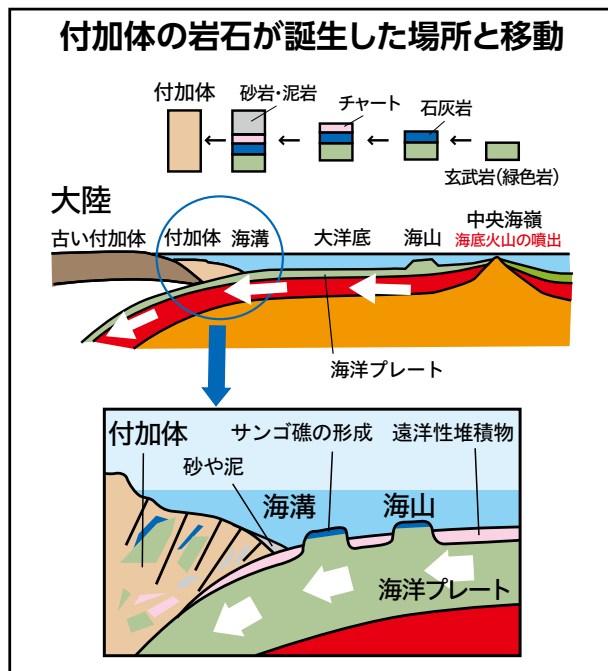 付加体の岩石が誕生した場所と移動
付加体
砂岩・泥岩
チャート
石灰岩
玄武岩（緑色岩）
大陸
古い付加体
付加体
海溝
大洋底
海山
中央海嶺
海底火山の噴出
海洋プレート
付加体
サンゴ礁の形成
遠洋性堆積物
砂や泥
海溝
海山
海洋プレート